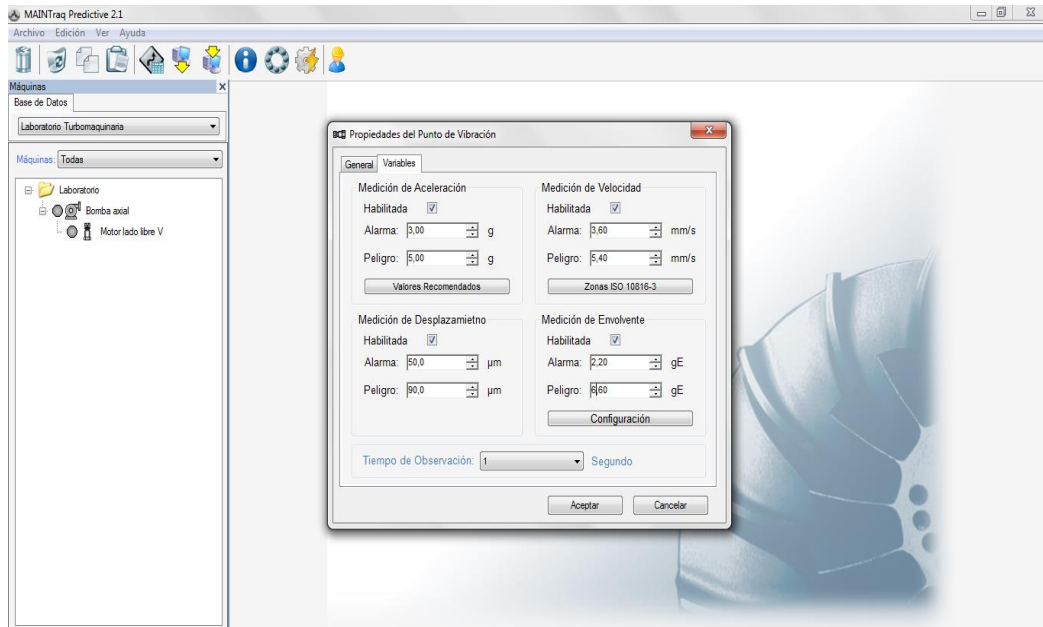 MAINTraq Predictive 2.1
Archivo Edición Ver Ayuda
Máquinas
Base de Datos
Laboratorio Turbomaquinaria
Máquinas: Todas
Laboratorio
Bomba axial
Motor lado libre V
Propiedades del Punto de Vibración
General Variables
Medición de Aceleración
Habilitada
Alarma: 3,00 g
Peligro: 5,00 g
Valores Recomendados
Medición de Velocidad
Habilitada
Alarma: 3,60 mm/s
Peligro: 5,40 mm/s
Zonas ISO 10816-3
Medición de Desplazamietno
Habilitada
Alarma: 50,0 µm
Peligro: 90,0 µm
Medición de Envolvente
Habilitada
Alarma: 2,20 gE
Peligro: 6,60 gE
Configuración
Tiempo de Observación: 1 Segundo
Aceptar Cancelar